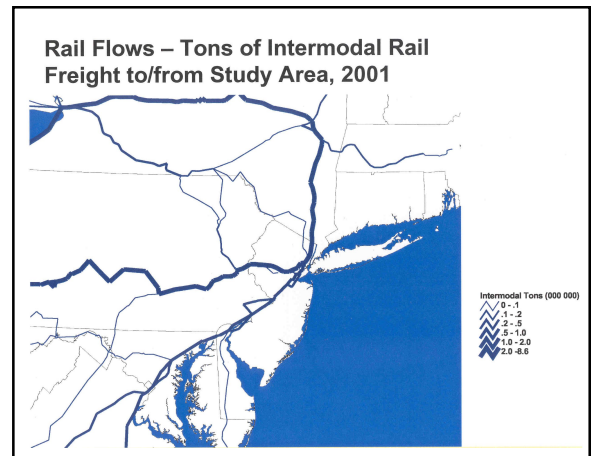 Rail Flows – Tons of Intermodal Rail
Freight to/from Study Area, 2001
Intermodal Tons (000 000)
0 - .1
.1 - .2
.2 - .5
.5 - 1.0
1.0 - 2.0
2.0 -8.6